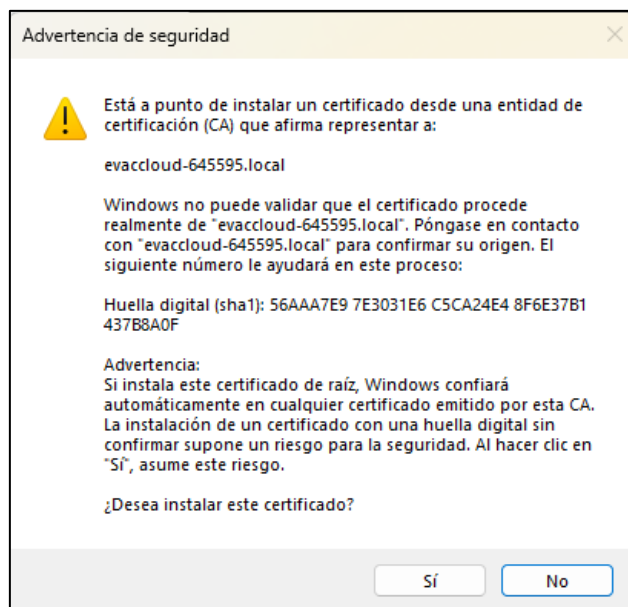 Advertencia de seguridad
Está a punto de instalar un certificado desde una entidad de
certificación (CA) que afirma representar a:
evaccloud-645595.local
Windows no puede validar que el certificado procede
realmente de "evaccloud-645595.local". Póngase en contacto
con "evaccloud-645595.local" para confirmar su origen. El
siguiente número le ayudará en este proceso:
Huella digital (sha1): 56AAA7E9 7E3031E6 C5CA24E4 8F6E37B1
437B8A0F
Advertencia:
Si instala este certificado de raíz, Windows confiará
automáticamente en cualquier certificado emitido por esta CA.
La instalación de un certificado con una huella digital sin
confirmar supone un riesgo para la seguridad. Al hacer clic en
"Sí", asume este riesgo.
¿Desea instalar este certificado?
Sí
No